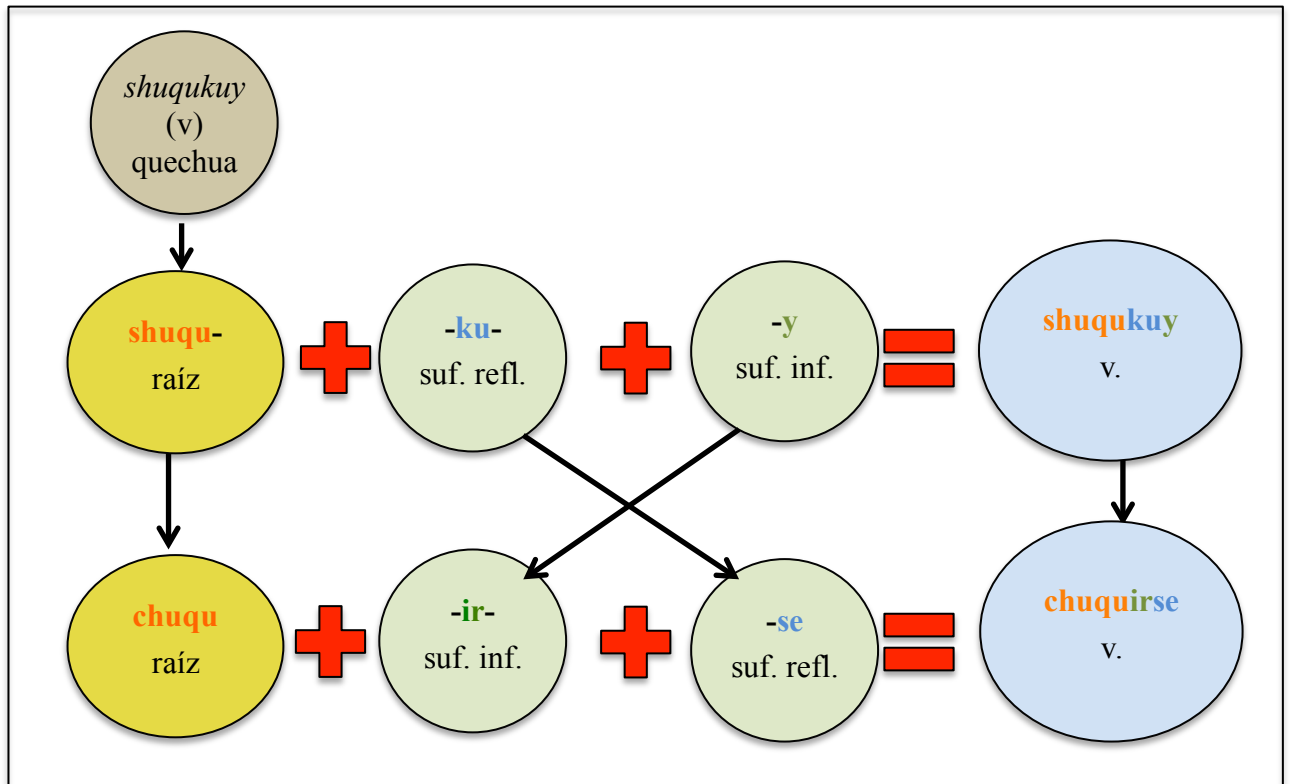 shuqukuy
(v)
quechua
shuqu-
raíz
-ku-
suf. refl.
-y
suf. inf.
shuqukuy
v.
chuqu
raíz
-ir-
suf. inf.
-se
suf. refl.
chuquirse
v.